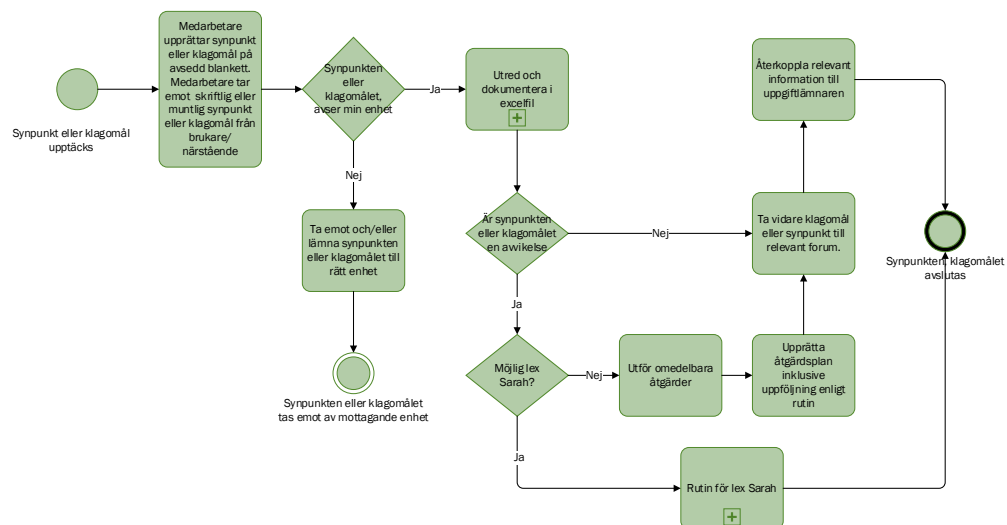 Synpunkt eller klagomål
upptäcks
Medarbetare
upprättar synpunkt
eller klagomål på
avsedd blankett.
Medarbetare tar
emot skriftlig eller
muntlig synpunkt
eller klagomål från
brukare/
närstående
Synpunkten
eller
klagomålet,
avser min enhet
Ja
Utred och
dokumentera i
excelfil
Återkoppla relevant
information till
uppgiftlämnaren
Nej
Ta emot och/eller
lämna synpunkten
eller klagomålet till
rätt enhet
Är synpunkten
eller klagomålet
en avvikelse
Nej
Ta vidare klagomål
eller synpunkt till
relevant forum.
Synpunkten, klagomålet
avslutas
Ja
Synpunkten eller klagomålet
tas emot av mottagande enhet
Möjlig lex
Sarah?
Nej
Utför omedelbara
åtgärder
Upprätta
åtgärdsplan
inklusive
uppföljning enligt
rutin
Ja
Rutin för lex Sarah